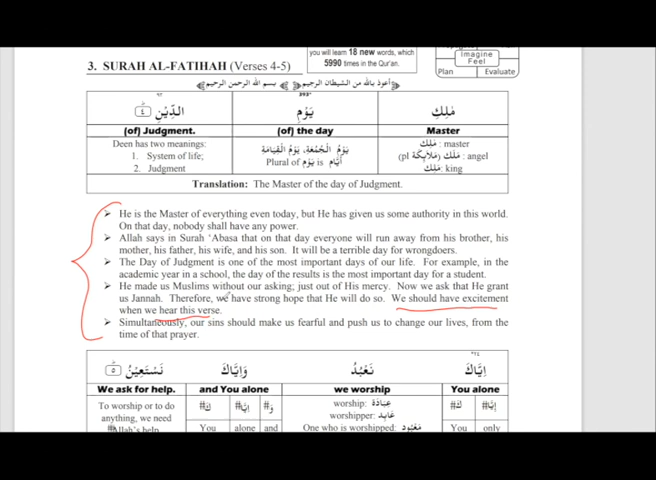 you will learn 18 new words, which
5990 times in the Qur'an.
Imagine
Feel
Plan Evaluate
3. SURAH AL-FATIHAH (Verses 4-5)
أعوذ بالله من الشيطان الرجيم بسم الله الرحمن الرحيم
مٰلِكِ يَوْمِ الدِّيْنِ ٤
Master (of) the day (of) Judgment.
مٰلِك : master
مَلَك (pl مَلَائِكَة) : angel
مَلِك : king
يَوْمُ الْجُمُعَةِ، يَوْمُ الْقِيَامَةِ
Plural of يَوْم is أَيَّام
Deen has two meanings:
1. System of life;
2. Judgment
Translation: The Master of the day of Judgment.
He is the Master of everything even today, but He has given us some authority in this world.
On that day, nobody shall have any power.
Allah says in Surah 'Abasa that on that day everyone will run away from his brother, his
mother, his father, his wife, and his son. It will be a terrible day for wrongdoers.
The Day of Judgment is one of the most important days of our life. For example, in the
academic year in a school, the day of the results is the most important day for a student.
He made us Muslims without our asking; just out of His mercy. Now we ask that He grant
us Jannah. Therefore, we have strong hope that He will do so. We should have excitement
when we hear this verse.
Simultaneously, our sins should make us fearful and push us to change our lives, from the
time of that prayer.
اِيَّاكَ نَعْبُدُ وَاِيَّاكَ نَسْتَعِيْنُ ٥
You alone we worship and You alone We ask for help.
اِيَّا# #كَ
You only
worship: عِبَادَة
worshipper: عَابِد
One who is worshipped: مَعْبُود
وَ# اِيَّا# #كَ
You alone and
To worship or to do
anything, we need
Allah's help